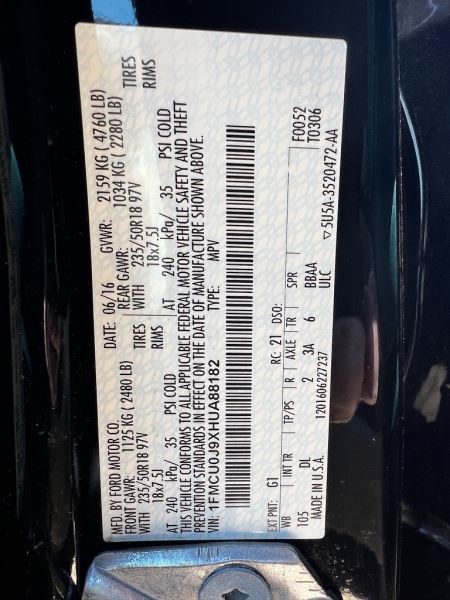 MFD. BY FORD MOTOR CO. DATE: 06/16 GVWR: 2159 KG ( 4760 LB)
FRONT GAWR: 1125 KG (2480 LB) REAR GAWR: 1034 KG ( 2280 LB)
WITH 235/50R18 97V TIRES WITH 235/50R18 97V TIRES
18x7.5J RIMS 18x7.5J RIMS
AT 240 kPa/ 35 PSI COLD AT 240 kPa/ 35 PSI COLD
THIS VEHICLE CONFORMS TO ALL APPLICABLE FEDERAL MOTOR VEHICLE SAFETY AND THEFT
PREVENTION STANDARDS IN EFFECT ON THE DATE OF MANUFACTURE SHOWN ABOVE.
VIN: 1FMCU0J9XHUA88182 TYPE: MPV
F0052
T0306
EXT PNT: G1 RC: 21 DSO:
WB INT TR TP/PS R AXLE TR SPR
105 DL 2 3A 6 BBAA
MADE IN U.S.A. 1201606227237 ULC
▽5U5A-3520472-AA